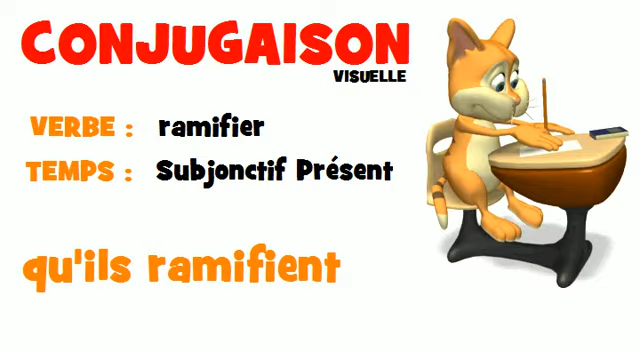 CONJUGAISON
VISUELLE
VERBE : ramifier
TEMPS : Subjonctif Présent
qu'ils ramifient